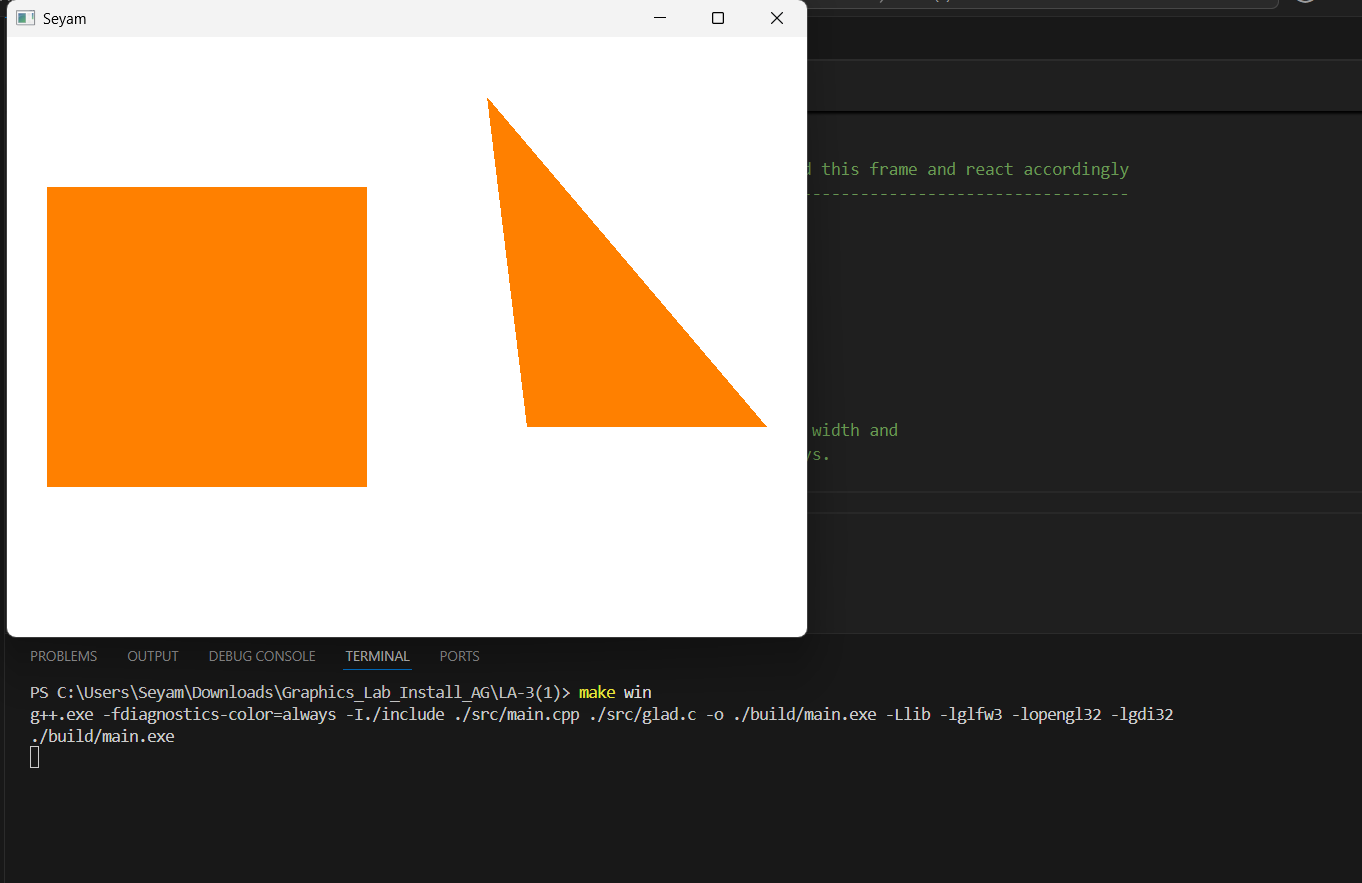 Seyam
this frame and react accordingly
--------------------------------
width and
PROBLEMS OUTPUT DEBUG CONSOLE TERMINAL PORTS
PS C:\Users\Seyam\Downloads\Graphics_Lab_Install_AG\LA-3(1)> make win
g++.exe -fdiagnostics-color=always -I./include ./src/main.cpp ./src/glad.c -o ./build/main.exe -Llib -lglfw3 -lopengl32 -lgdi32
./build/main.exe